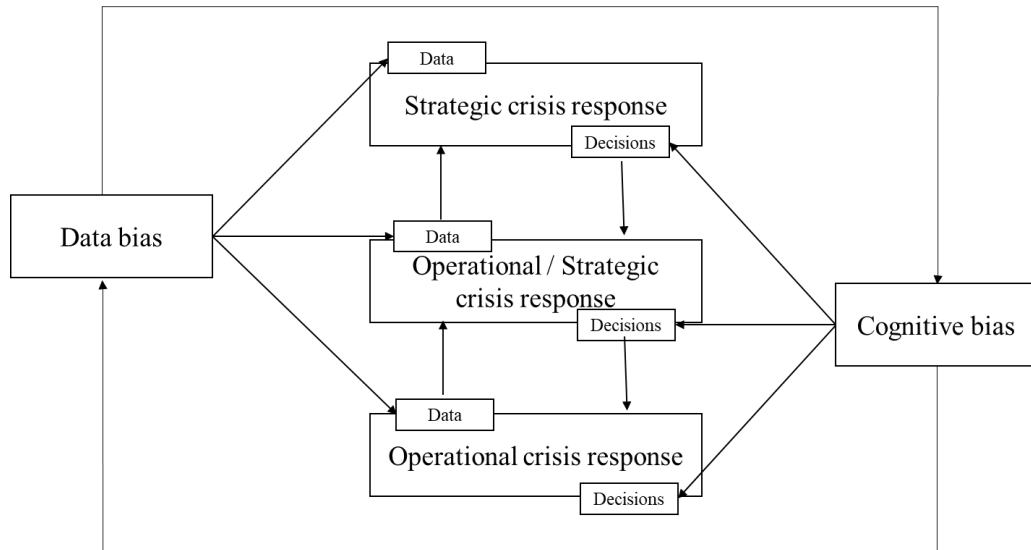 Data
Strategic crisis response
Decisions
Data bias
Data
Operational / Strategic
crisis response
Decisions
Cognitive bias
Data
Operational crisis response
Decisions